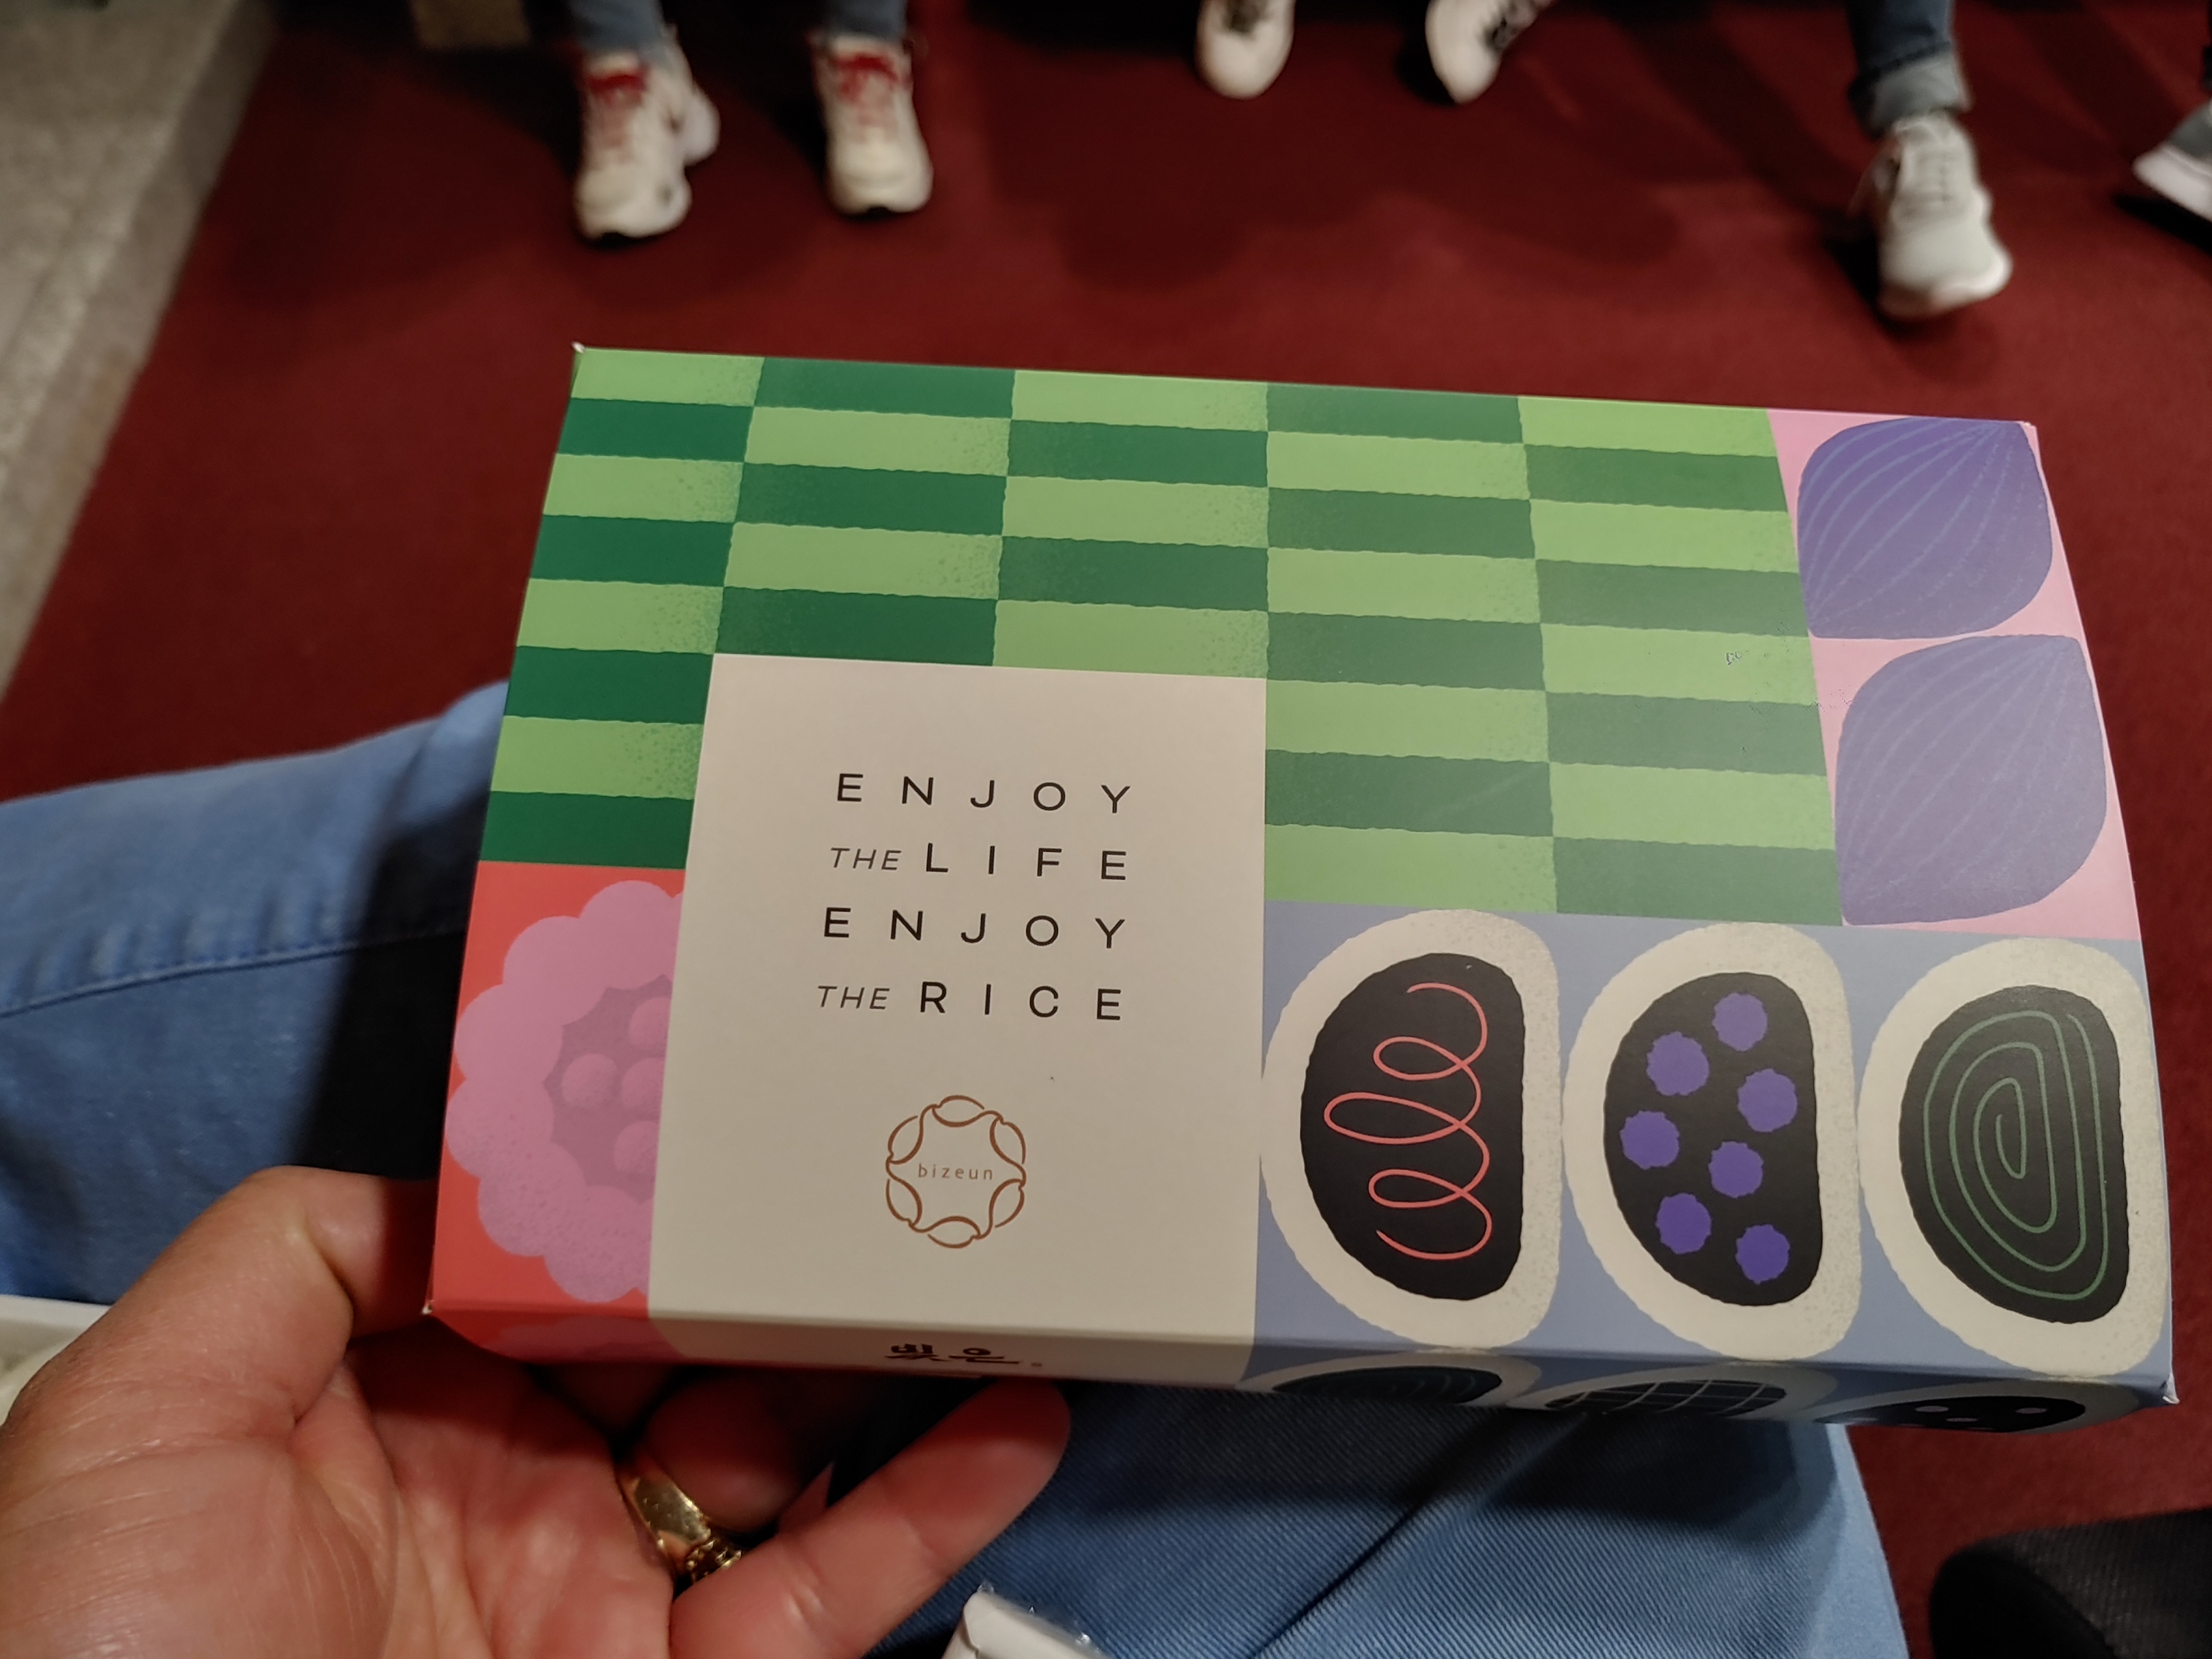 ENJOY
THE LIFE
ENJOY
THE RICE
bizeun
빚은